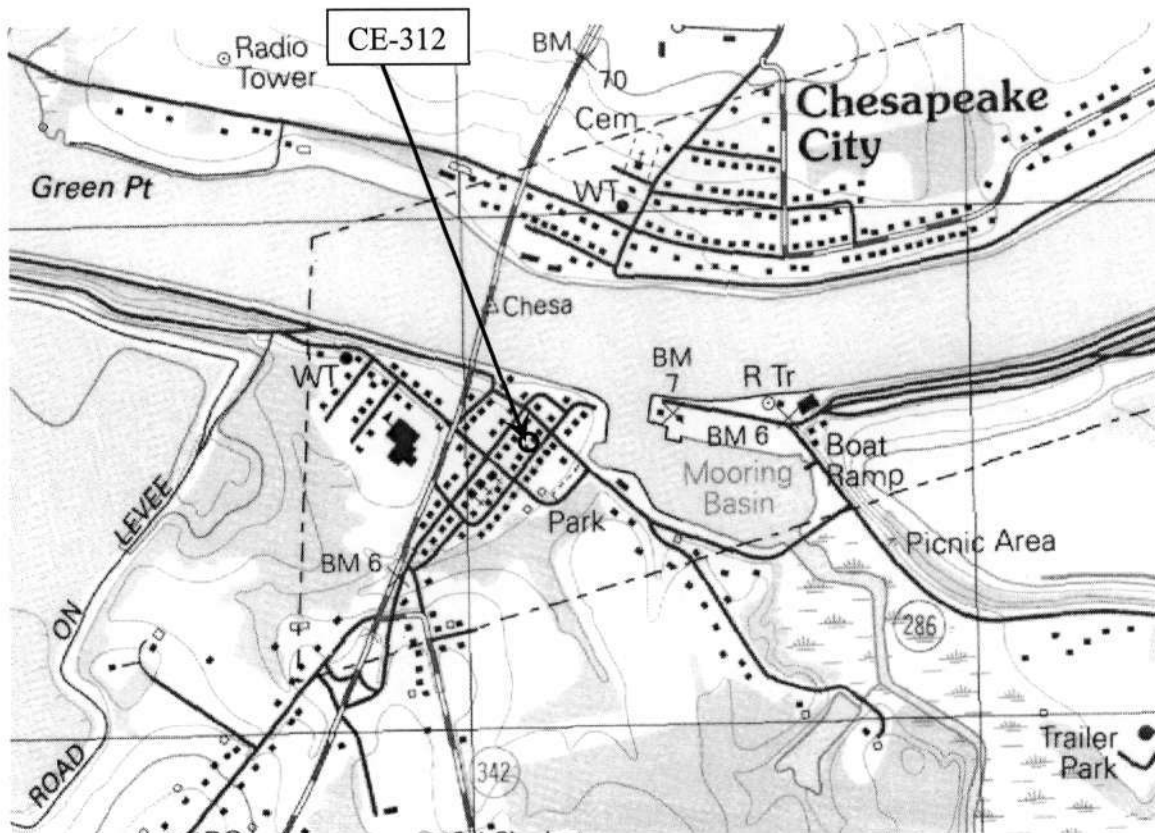 CE-312
Radio
Tower
BM
70
Cem
Chesapeake
City
Green Pt
WT
Chesa
BM
7
R Tr
WT
BM 6
Boat
Ramp
Mooring
Basin
Park
Picnic Area
BM 6
ROAD ON LEVEE
286
342
Trailer
Park